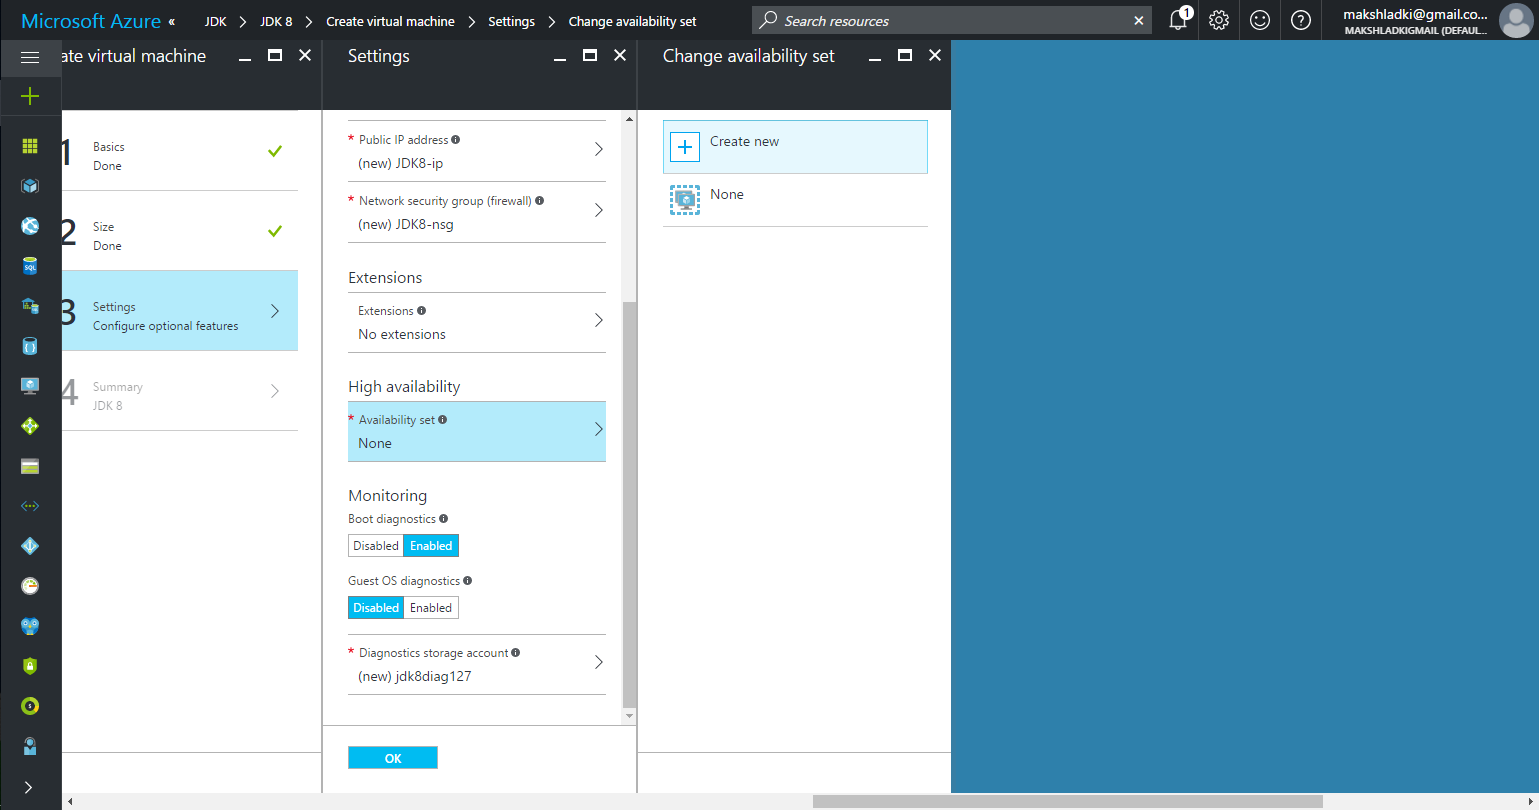 Microsoft Azure « JDK > JDK 8 > Create virtual machine > Settings > Change availability set
Search resources
1
makshladki@gmail.co...
MAKSHLADKIGMAIL (DEFAUL...
ate virtual machine
1
Basics
Done
2
Size
Done
3
Settings
Configure optional features
4
Summary
JDK 8
Settings
* Public IP address
(new) JDK8-ip
* Network security group (firewall)
(new) JDK8-nsg
Extensions
Extensions
No extensions
High availability
* Availability set
None
Monitoring
Boot diagnostics
Disabled Enabled
Guest OS diagnostics
Disabled Enabled
* Diagnostics storage account
(new) jdk8diag127
OK
Change availability set
Create new
None
SQL